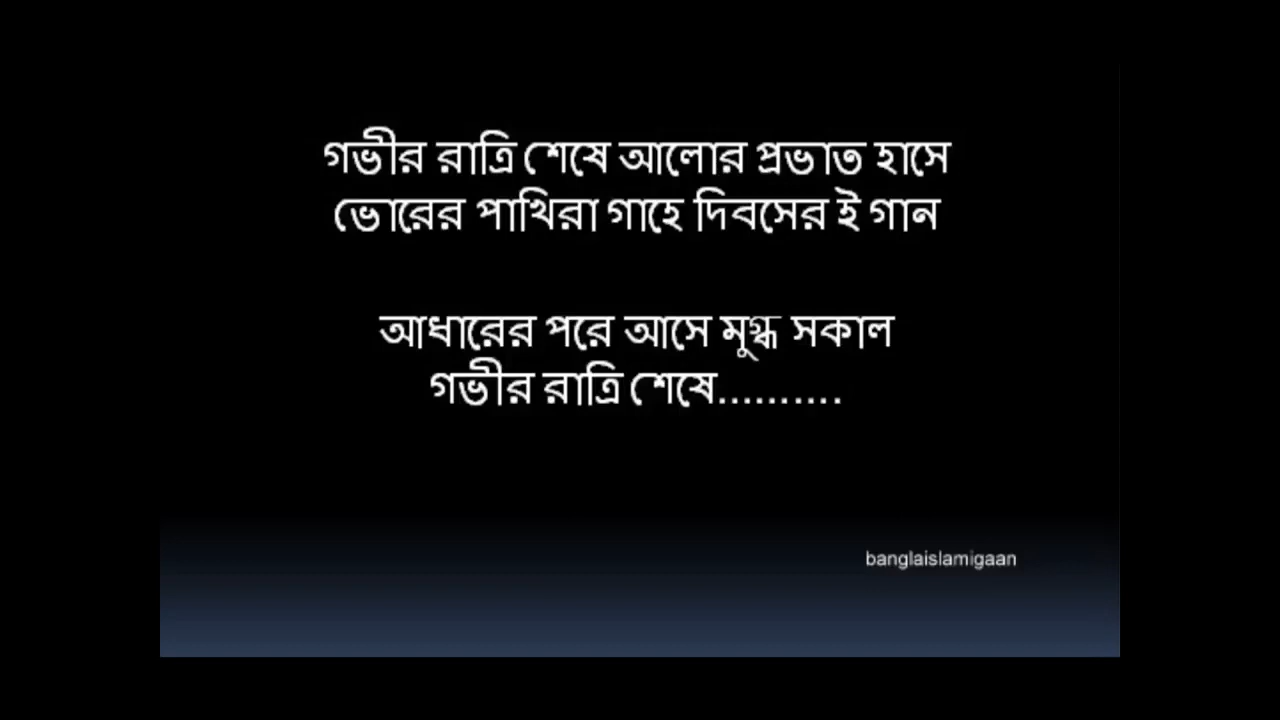 গভীর রাত্রি শেষে আলোর প্রভাত হাসে
ভোরের পাখিরা গাহে দিবসের ই গান
আধারের পরে আসে মুগ্ধ সকাল
গভীর রাত্রি শেষে..........
banglaislamigaan